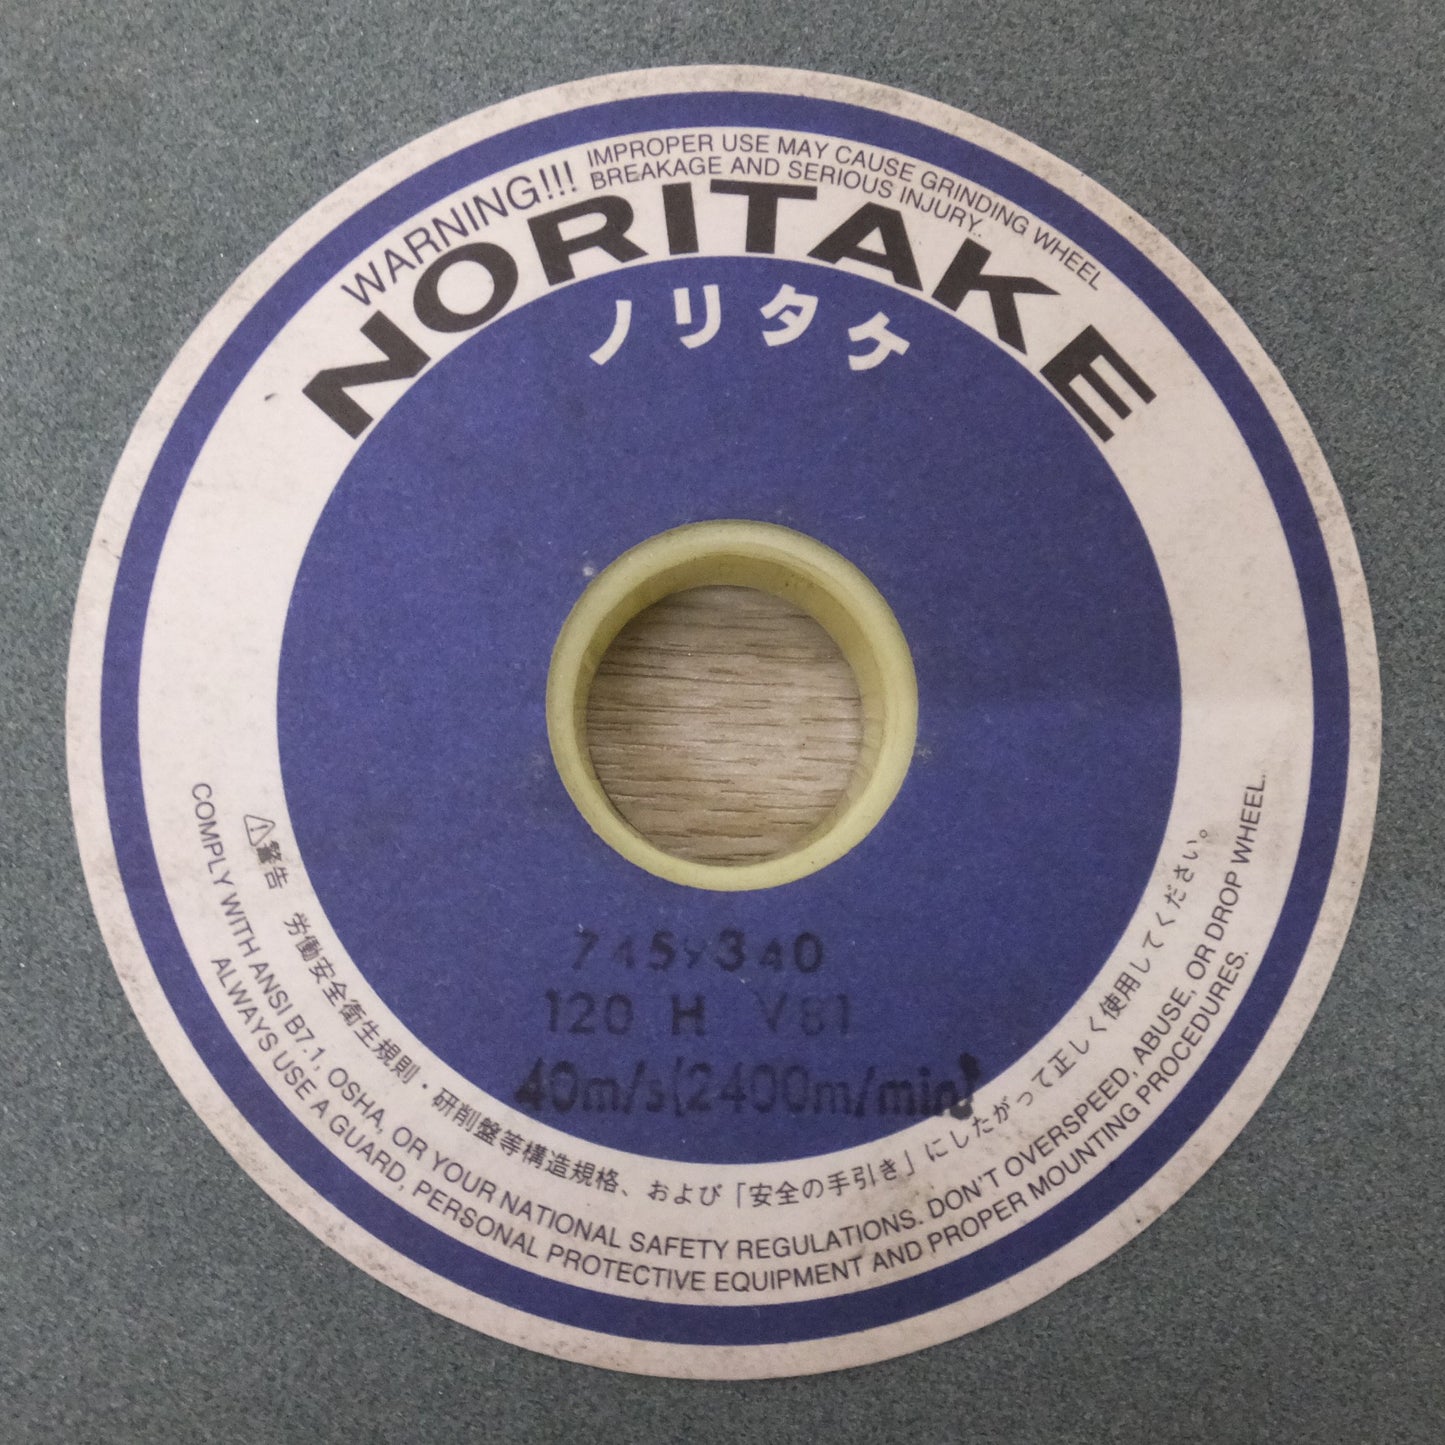 WARNING!!! IMPROPER USE MAY CAUSE GRINDING WHEEL
BREAKAGE AND SERIOUS INJURY.
NORITAKE
ノリタケ
120 H V81
40m/s(2400m/min)
⚠警告 労働安全衛生規則・研削盤等構造規格、および「安全の手引き」にしたがって正しく使用してください。
COMPLY WITH ANSI B7.1, OSHA, OR YOUR NATIONAL SAFETY REGULATIONS. DON'T OVERSPEED, ABUSE, OR DROP WHEEL.
ALWAYS USE A GUARD, PERSONAL PROTECTIVE EQUIPMENT AND PROPER MOUNTING PROCEDURES.